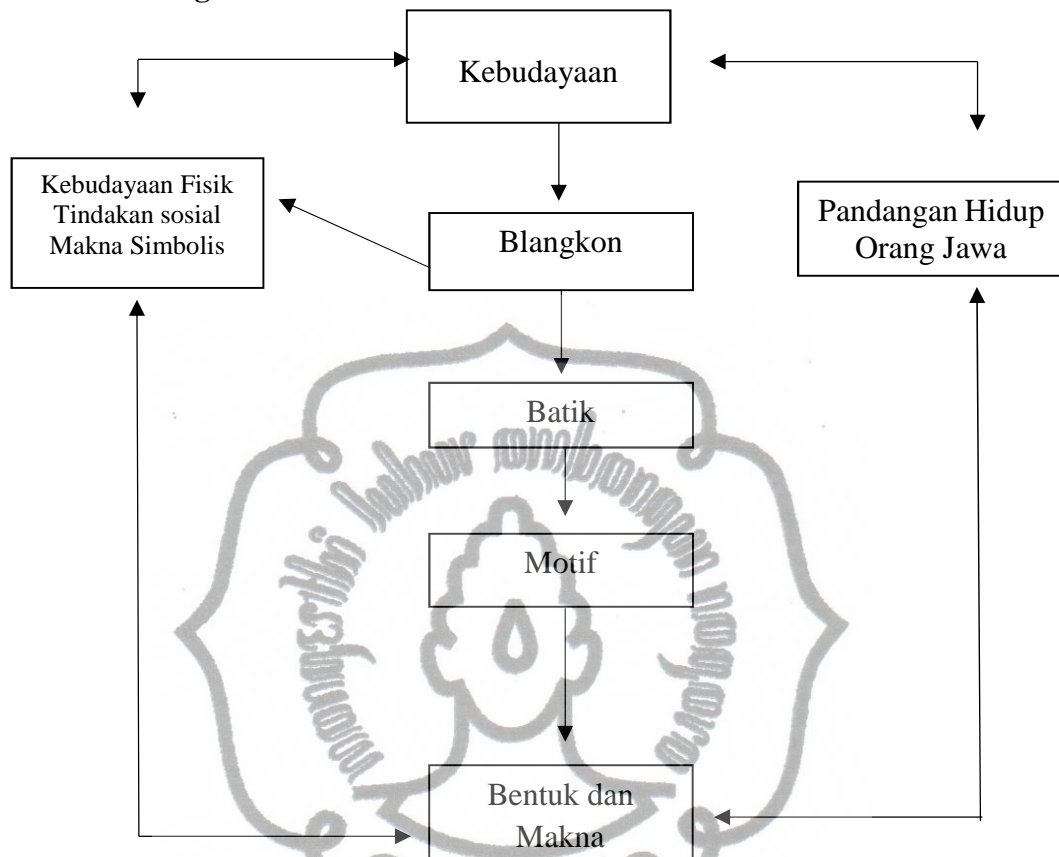 Kebudayaan
Kebudayaan Fisik
Tindakan sosial
Makna Simbolis
Blangkon
Pandangan Hidup
Orang Jawa
Batik
Motif
Bentuk dan
Makna